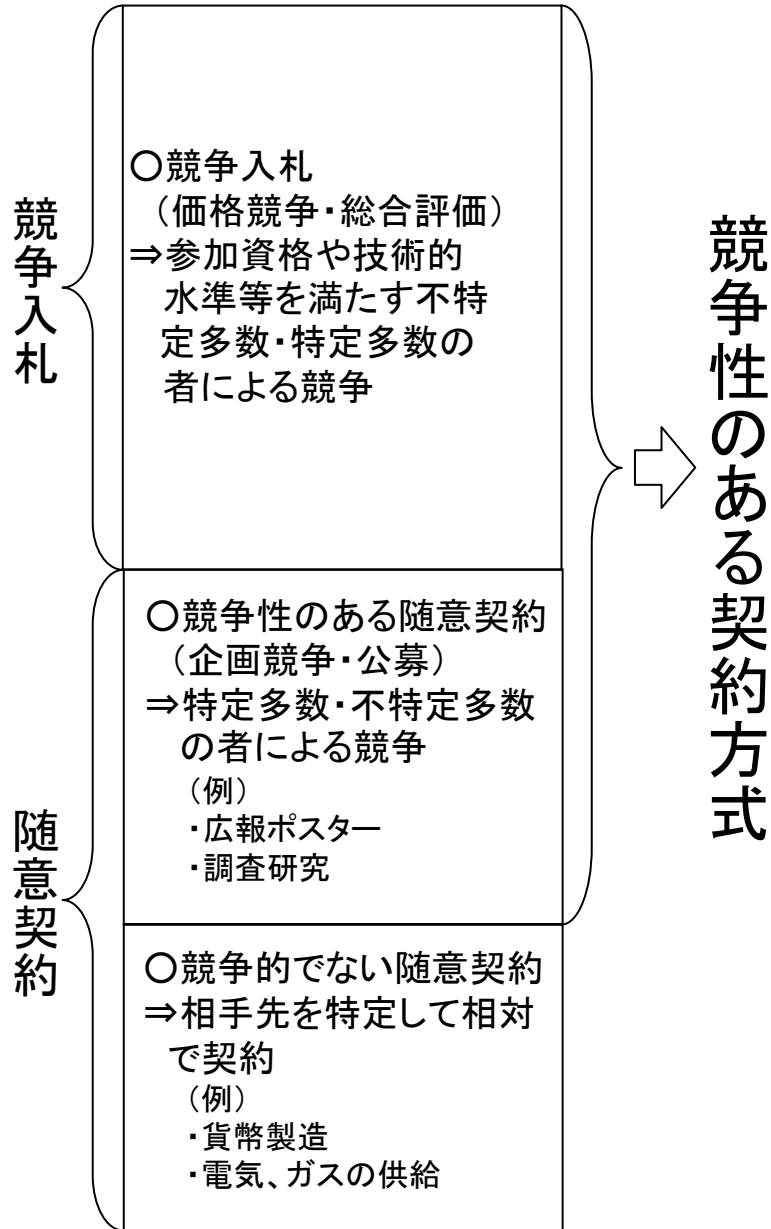 競争入札
○競争入札
（価格競争・総合評価）
⇒参加資格や技術的
水準等を満たす不特
定多数・特定多数の
者による競争
随意契約
○競争性のある随意契約
（企画競争・公募）
⇒特定多数・不特定多数
の者による競争
（例）
・広報ポスター
・調査研究
○競争的でない随意契約
⇒相手先を特定して相対
で契約
（例）
・貨幣製造
・電気、ガスの供給
競争性のある契約方式